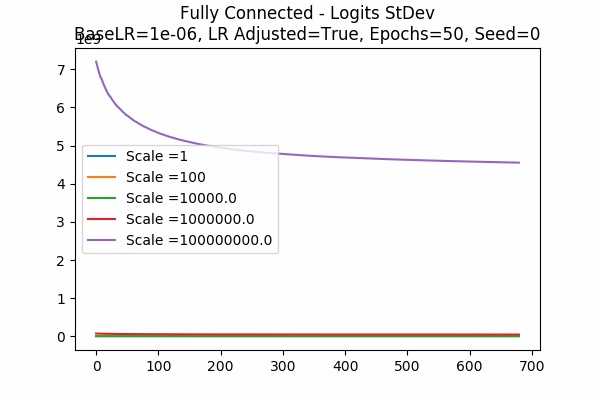 Fully Connected - Logits StDev
BaseLR=1e-06, LR Adjusted=True, Epochs=50, Seed=0
1e9
7
6
5
4
3
2
1
0
Scale =1
Scale =100
Scale =10000.0
Scale =1000000.0
Scale =100000000.0
0 100 200 300 400 500 600 700